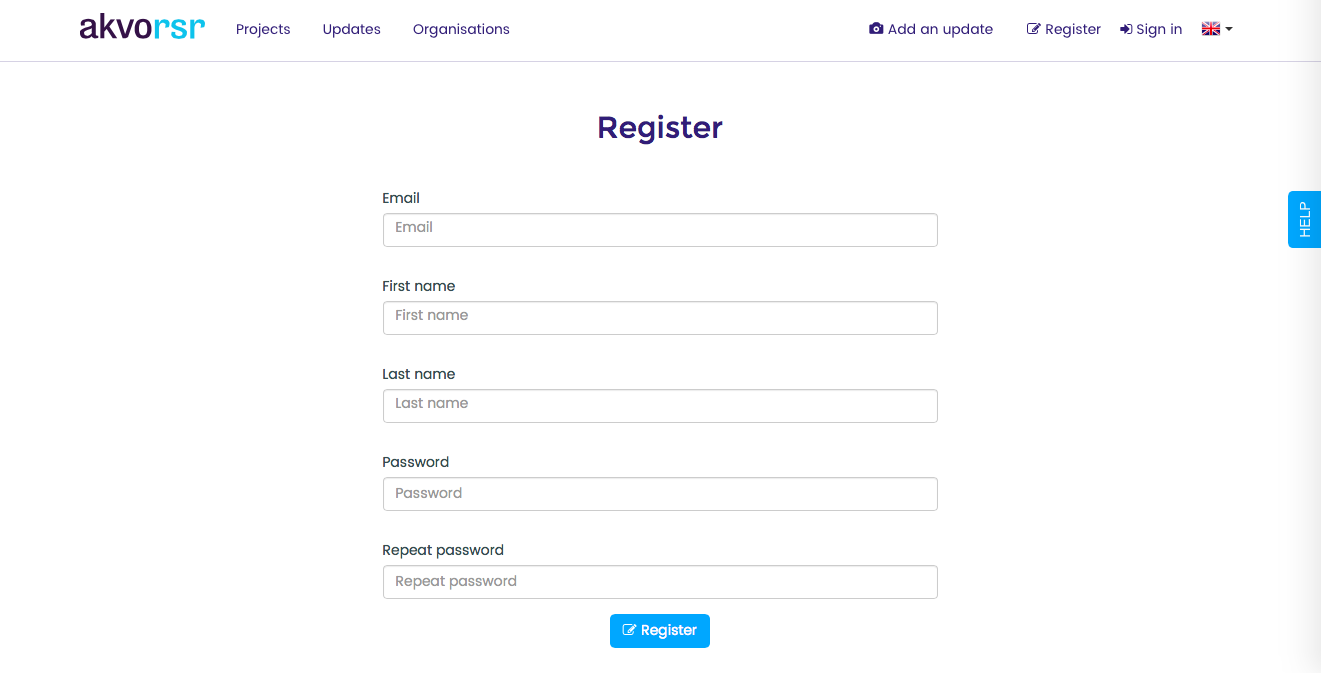 akvorsr Projects Updates Organisations Add an update Register Sign in
Register
HELP
Email
Email
First name
First name
Last name
Last name
Password
Password
Repeat password
Repeat password
Register